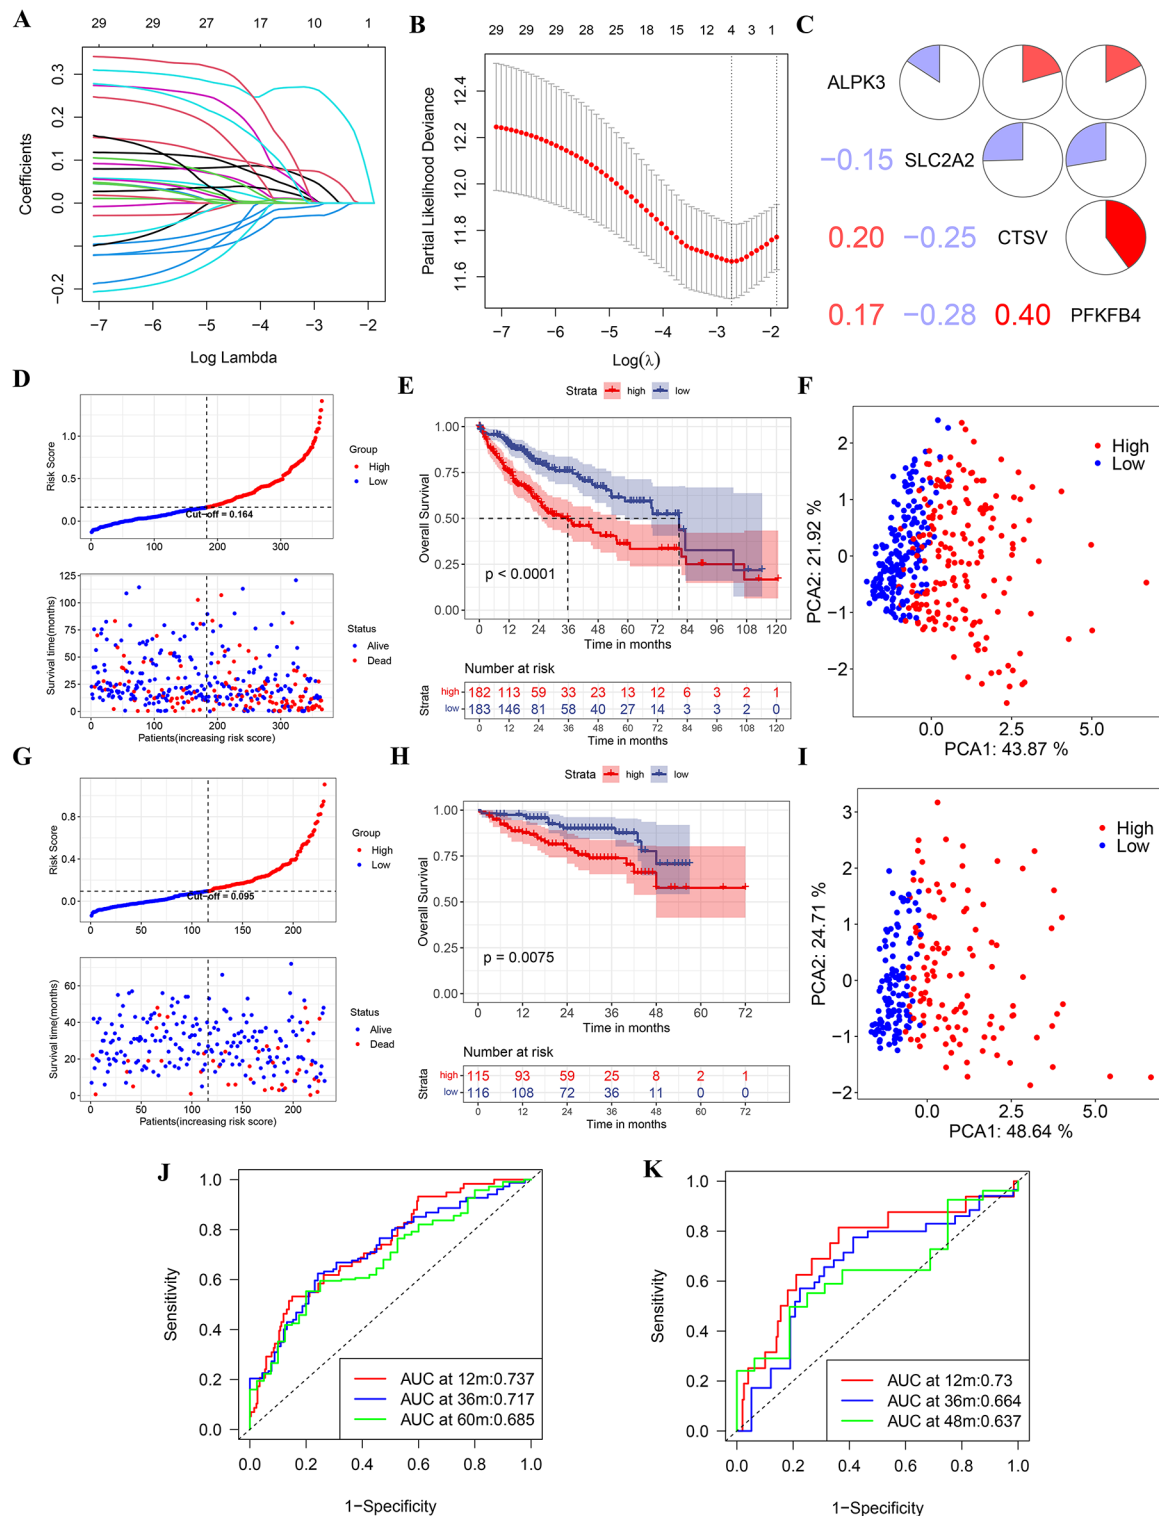 A
29 29 27 17 10 1
Coefficients
0.3
0.2
0.1
0.0
−0.2
−7 −6 −5 −4 −3 −2
Log Lambda
B
29 29 29 28 25 18 15 12 4 3 1
Partial Likelihood Deviance
12.4
12.2
12.0
11.8
11.6
−7 −6 −5 −4 −3 −2
Log(λ)
C
ALPK3
−0.15 SLC2A2
0.20 −0.25 CTSV
0.17 −0.28 0.40 PFKFB4
D
Risk Score
1.0
0.5
0.0
Cut−off = 0.164
0 100 200 300
Group
High
Low
Survival time(months)
125
100
75
50
25
0
0 100 200 300
Patients(increasing risk score)
Status
Alive
Dead
E
Strata high low
Overall Survival
1.00
0.75
0.50
0.25
0.00
p < 0.0001
0 12 24 36 48 60 72 84 96 108 120
Time in months
Number at risk
Strata
high 182 113 59 33 23 13 12 6 3 2 1
low 183 146 81 58 40 27 14 3 3 2 0
0 12 24 36 48 60 72 84 96 108 120
Time in months
F
High
Low
PCA2: 21.92 %
2
1
0
−1
−2
0.0 2.5 5.0
PCA1: 43.87 %
G
Risk Score
0.8
0.4
0.0
Cut−off = 0.095
0 50 100 150 200
Group
High
Low
Survival time(months)
60
40
20
0
0 50 100 150 200
Patients(increasing risk score)
Status
Alive
Dead
H
Strata high low
Overall Survival
1.00
0.75
0.50
0.25
0.00
p = 0.0075
0 12 24 36 48 60 72
Time in months
Number at risk
Strata
high 115 93 59 25 8 2 1
low 116 108 72 36 11 0 0
0 12 24 36 48 60 72
Time in months
I
High
Low
PCA2: 24.71 %
3
2
1
0
−1
−2
0.0 2.5 5.0
PCA1: 48.64 %
J
Sensitivity
1.0
0.8
0.6
0.4
0.2
0.0
AUC at 12m:0.737
AUC at 36m:0.717
AUC at 60m:0.685
0.0 0.2 0.4 0.6 0.8 1.0
1−Specificity
K
Sensitivity
1.0
0.8
0.6
0.4
0.2
0.0
AUC at 12m:0.73
AUC at 36m:0.664
AUC at 48m:0.637
0.0 0.2 0.4 0.6 0.8 1.0
1−Specificity